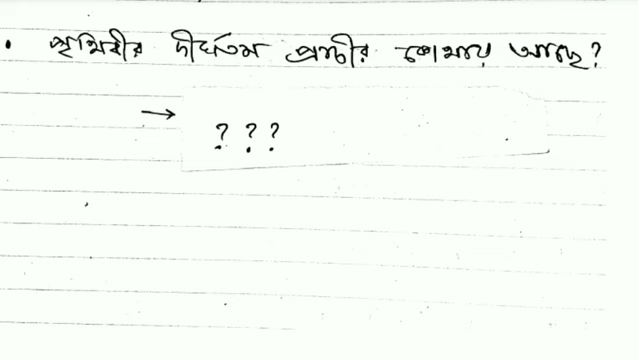 • পৃথিবীর দীর্ঘতম প্রাচীর কোথায় আছে?
→ ? ? ?